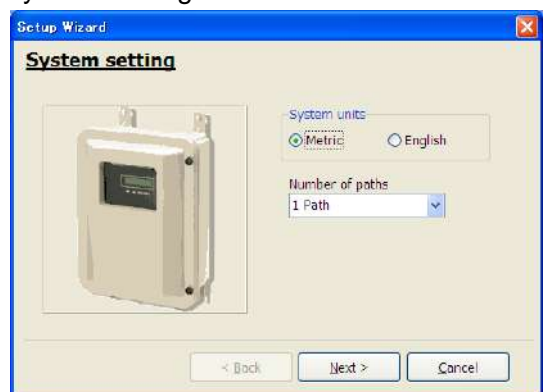 Setup Wizard
System setting
System units
Metric
English
Number of paths
1 Path
< Back
Next >
Cancel